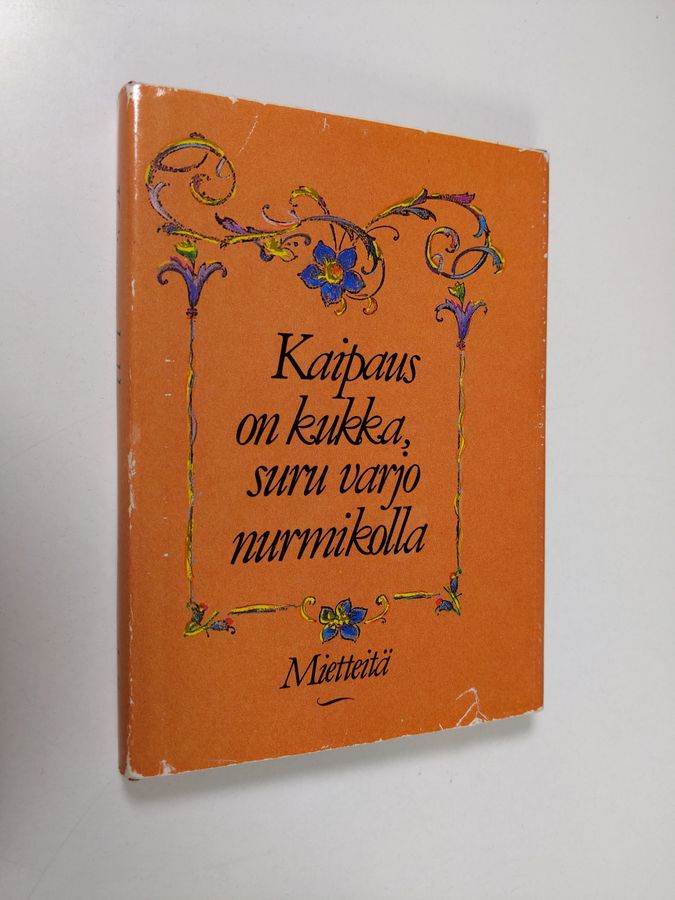 Kaipaus
on kukka,
suru varjo
nurmikolla
Mietteitä